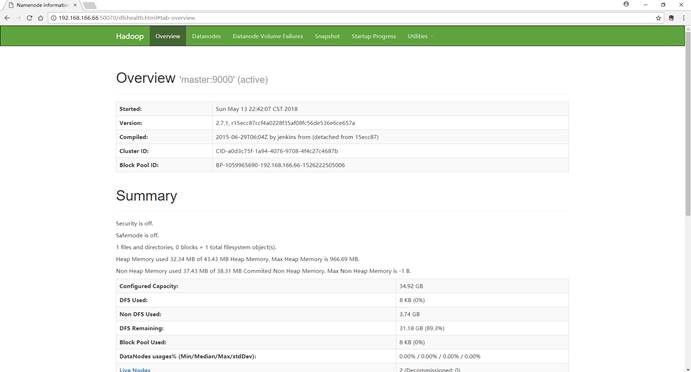 Namenode information
192.168.166.66:50070/dfshealth.html#tab-overview
Hadoop Overview Datanodes Datanode Volume Failures Snapshot Startup Progress Utilities
Overview 'master:9000' (active)
Started: Sun May 13 22:42:07 CST 2018
Version: 2.7.1, r15ecc87ccf4a0228f35af08fc56de536e6ce657a
Compiled: 2015-06-29T06:04Z by jenkins from (detached from 15ecc87)
Cluster ID: CID-a0d3c75f-1a94-4076-9708-4f4c27c4687b
Block Pool ID: BP-1059965690-192.168.166.66-1526222505006
Summary
Security is off.
Safemode is off.
1 files and directories, 0 blocks = 1 total filesystem object(s).
Heap Memory used 32.34 MB of 43.43 MB Heap Memory. Max Heap Memory is 966.69 MB.
Non Heap Memory used 37.43 MB of 38.31 MB Commited Non Heap Memory. Max Non Heap Memory is -1 B.
Configured Capacity: 34.92 GB
DFS Used: 8 KB (0%)
Non DFS Used: 3.74 GB
DFS Remaining: 31.18 GB (89.3%)
Block Pool Used: 8 KB (0%)
DataNodes usages% (Min/Median/Max/stdDev): 0.00% / 0.00% / 0.00% / 0.00%
Live Nodes 2 (Decommissioned: 0)